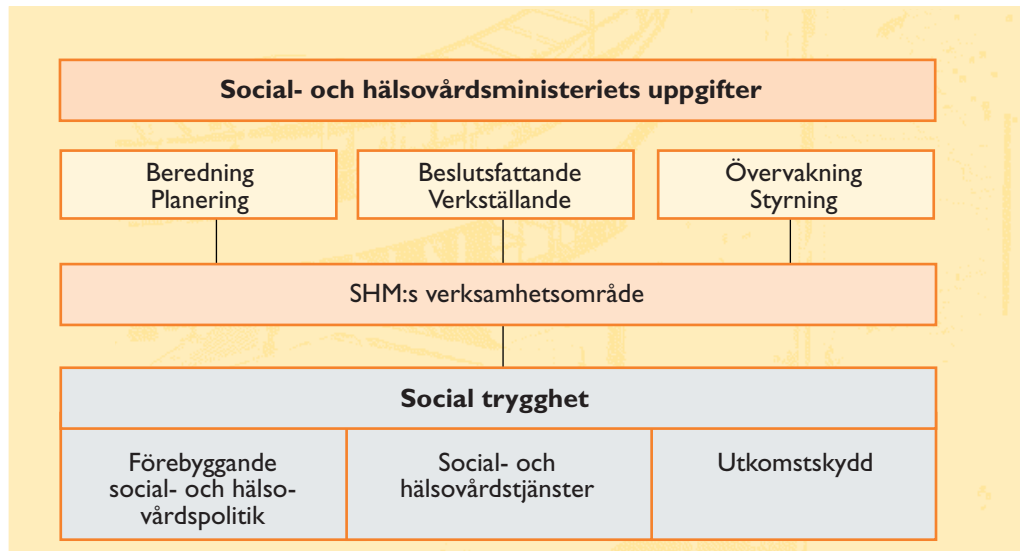 Social- och hälsovårdsministeriets uppgifter
Beredning
Planering
Beslutsfattande
Verkställande
Övervakning
Styrning
SHM:s verksamhetsområde
Social trygghet
Förebyggande
social- och hälso-
vårdspolitik
Social- och
hälsovårdstjänster
Utkomstskydd